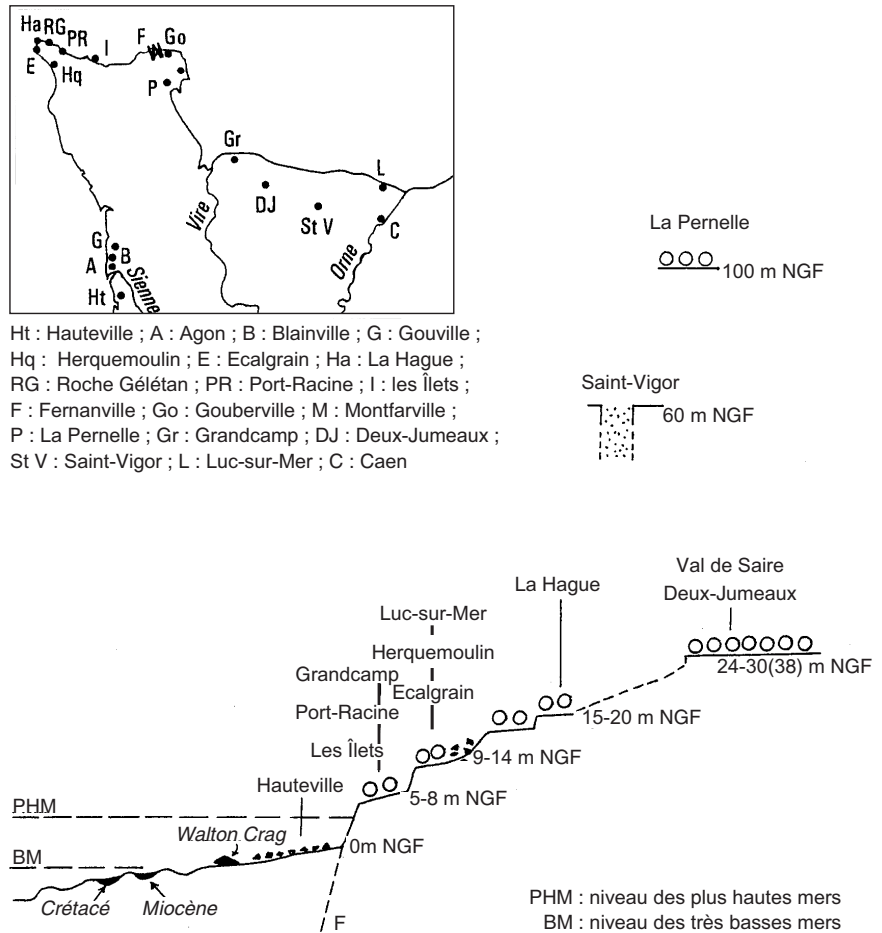 Ha RG PR I F Go
E Hq P
Gr L
DJ St V C
Vire Orne
G B A Sienne
Ht
Ht : Hauteville ; A : Agon ; B : Blainville ; G : Gouville ;
Hq : Herquemoulin ; E : Ecalgrain ; Ha : La Hague ;
RG : Roche Gélétan ; PR : Port-Racine ; I : les Îlets ;
F : Fernanville ; Go : Gouberville ; M : Montfarville ;
P : La Pernelle ; Gr : Grandcamp ; DJ : Deux-Jumeaux ;
St V : Saint-Vigor ; L : Luc-sur-Mer ; C : Caen
La Pernelle
100 m NGF
Saint-Vigor
60 m NGF
Val de Saire
Deux-Jumeaux
24-30(38) m NGF
La Hague
15-20 m NGF
Luc-sur-Mer
Herquemoulin
Ecalgrain
9-14 m NGF
Grandcamp
Port-Racine
Les Îlets
5-8 m NGF
Hauteville
PHM
Walton Crag
0m NGF
BM
Crétacé
Miocène
F
PHM : niveau des plus hautes mers
BM : niveau des très basses mers